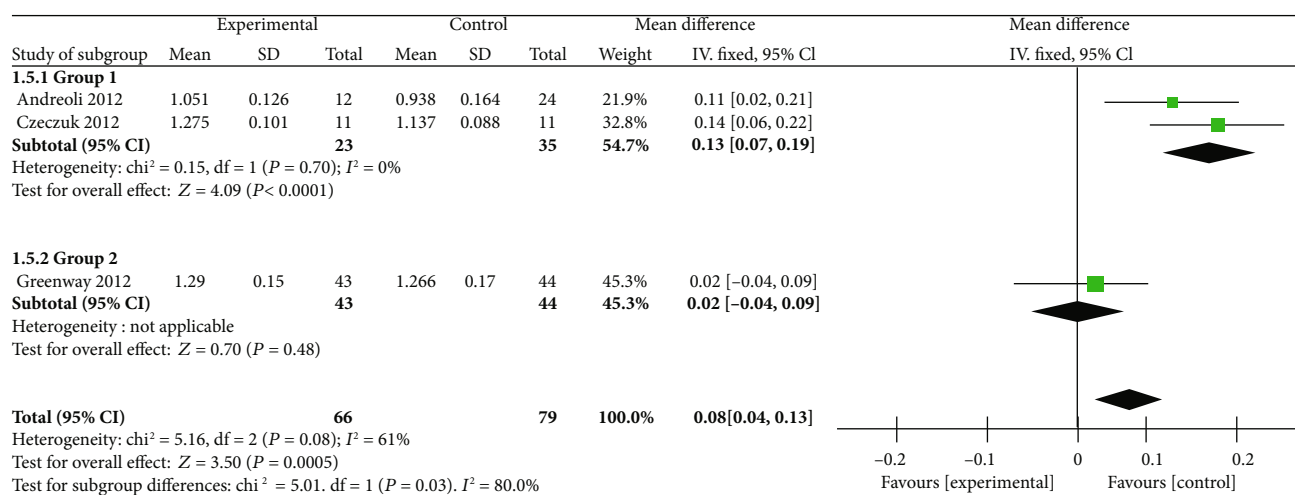 Experimental Control Mean difference Mean difference
Study of subgroup Mean SD Total Mean SD Total Weight IV. fixed, 95% Cl IV. fixed, 95% Cl
1.5.1 Group 1
Andreoli 2012 1.051 0.126 12 0.938 0.164 24 21.9% 0.11 [0.02, 0.21]
Czeczuk 2012 1.275 0.101 11 1.137 0.088 11 32.8% 0.14 [0.06, 0.22]
Subtotal (95% CI) 23 35 54.7% 0.13 [0.07, 0.19]
Heterogeneity: chi² = 0.15, df = 1 (P = 0.70); I² = 0%
Test for overall effect: Z = 4.09 (P< 0.0001)
1.5.2 Group 2
Greenway 2012 1.29 0.15 43 1.266 0.17 44 45.3% 0.02 [–0.04, 0.09]
Subtotal (95% CI) 43 44 45.3% 0.02 [–0.04, 0.09]
Heterogeneity : not applicable
Test for overall effect: Z = 0.70 (P = 0.48)
Total (95% CI) 66 79 100.0% 0.08[0.04, 0.13]
Heterogeneity: chi² = 5.16, df = 2 (P = 0.08); I² = 61%
Test for overall effect: Z = 3.50 (P = 0.0005)
Test for subgroup differences: chi ² = 5.01. df = 1 (P = 0.03). I² = 80.0%
–0.2 –0.1 0 0.1 0.2
Favours [experimental] Favours [control]